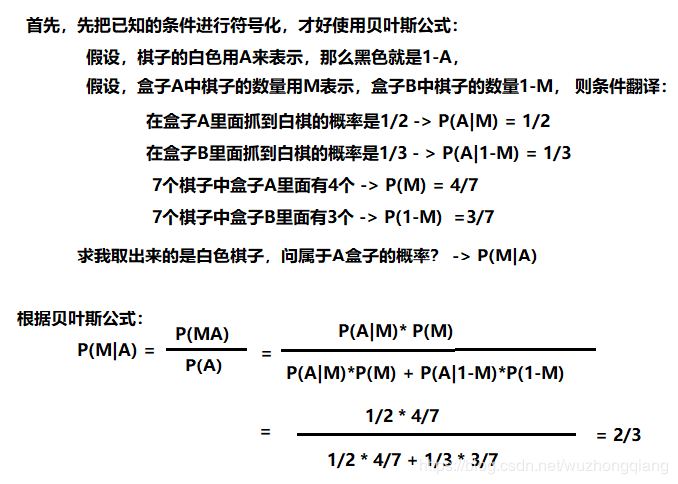 首先，先把已知的条件进行符号化，才好使用贝叶斯公式：
假设，棋子的白色用A来表示，那么黑色就是1-A，
假设，盒子A中棋子的数量用M表示，盒子B中棋子的数量1-M， 则条件翻译：
在盒子A里面抓到白棋的概率是1/2 -> P(A|M) = 1/2
在盒子B里面抓到白棋的概率是1/3 - > P(A|1-M) = 1/3
7个棋子中盒子A里面有4个 -> P(M) = 4/7
7个棋子中盒子B里面有3个 -> P(1-M) =3/7
求我取出来的是白色棋子，问属于A盒子的概率？ -> P(M|A)
根据贝叶斯公式：
P(M|A) = P(MA) / P(A) = P(A|M)* P(M) / P(A|M)*P(M) + P(A|1-M)*P(1-M)
= 1/2 * 4/7 / 1/2 * 4/7 + 1/3 * 3/7 = 2/3
https://blog.csdn.net/wuzhongqiang